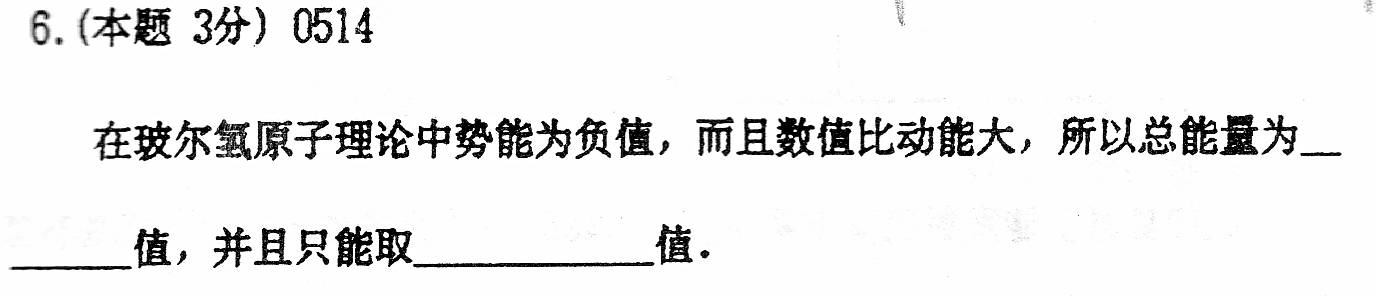 6.(本题 3分) 0514
在玻尔氢原子理论中势能为负值，而且数值比动能大，所以总能量为__
______值，并且只能取____________值．